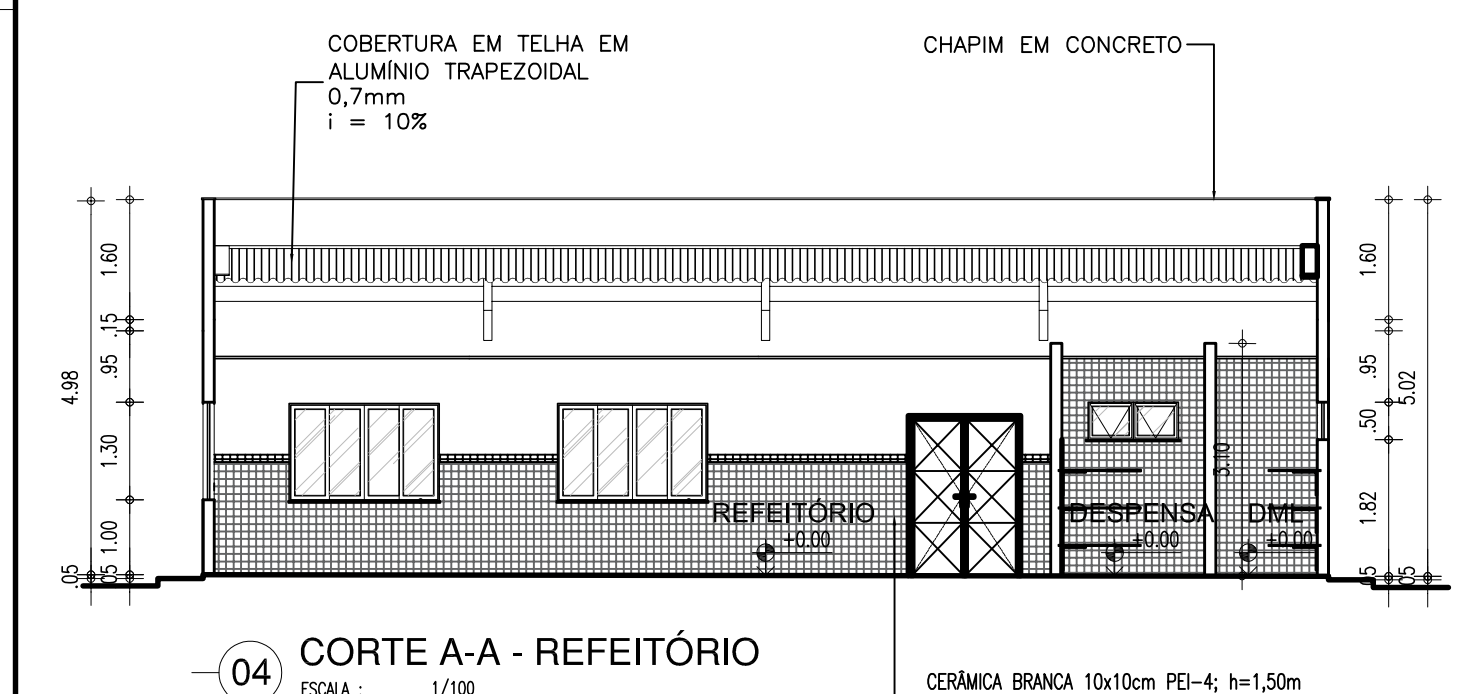 COBERTURA EM TELHA EM
ALUMÍNIO TRAPEZOIDAL
0,7mm
i = 10%
CHAPIM EM CONCRETO
4.98
.05
1.60
.15
.95
1.30
1.00
.05
1.60
.95
.50
1.82
.05
5.02
.05
3.10
REFEITÓRIO
±0.00
DESPENSA
±0.00
DML
±0.00
04
CORTE A-A - REFEITÓRIO
ESCALA : 1/100
CERÂMICA BRANCA 10x10cm PEI-4; h=1,50m